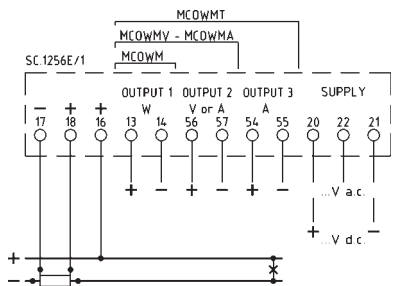 MCOWMT
MCOWMV - MCOWMA
MCOWM
SC.1256E/1
OUTPUT 1 OUTPUT 2 OUTPUT 3 SUPPLY
W V or A A
− + +
17 18 16 13 14 56 57 54 55 20 22 21
+ − + − + −
...V a.c.
+ −
...V d.c.
+
−